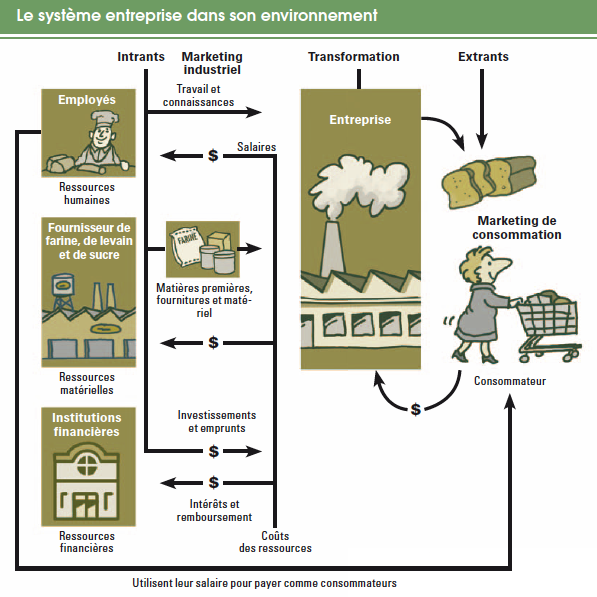 Le système entreprise dans son environnement
Intrants
Marketing
industriel
Transformation
Extrants
Employés
Travail et
connaissances
Entreprise
$
Salaires
Ressources
humaines
Fournisseur de
farine, de levain
et de sucre
FARINE
Marketing de
consommation
Matières premières,
fournitures et maté-
riel
$
Ressources
matérielles
Consommateur
$
Institutions
financières
Investissements
et emprunts
$
$
Intérêts et
remboursement
Ressources
financières
Coûts
des ressources
Utilisent leur salaire pour payer comme consommateurs